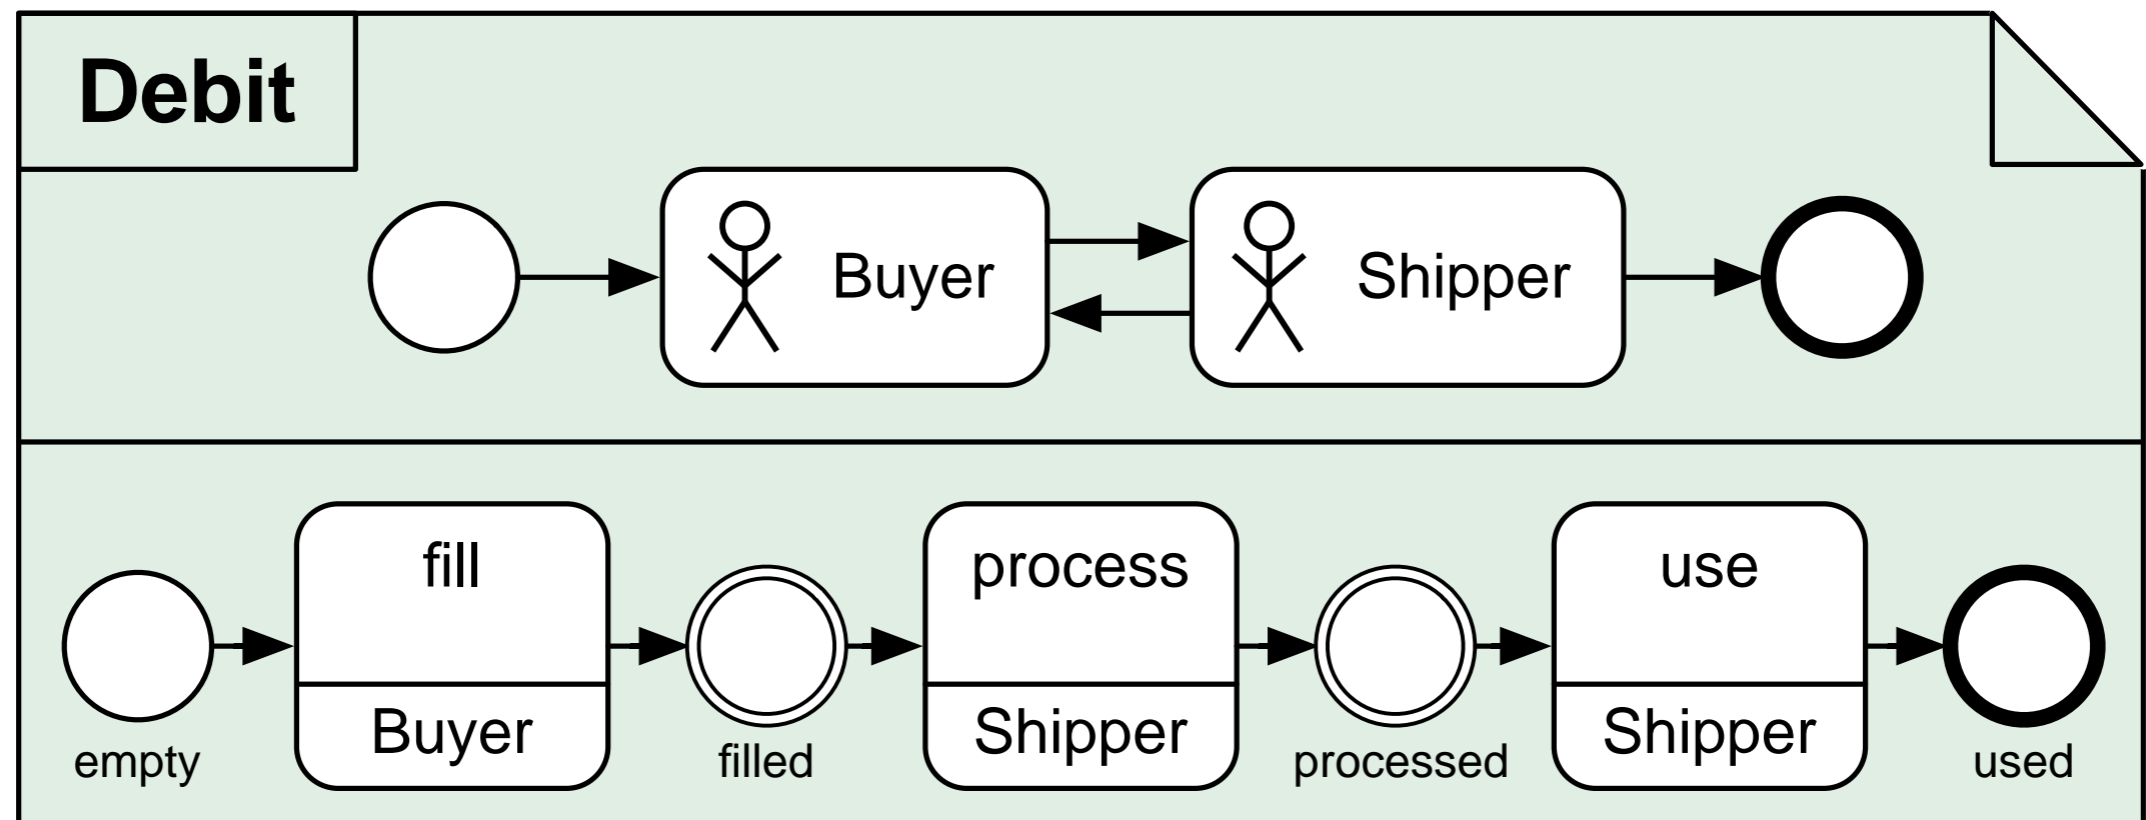 Debit
Buyer
Shipper
fill
process
use
Buyer
Shipper
Shipper
empty
filled
processed
used